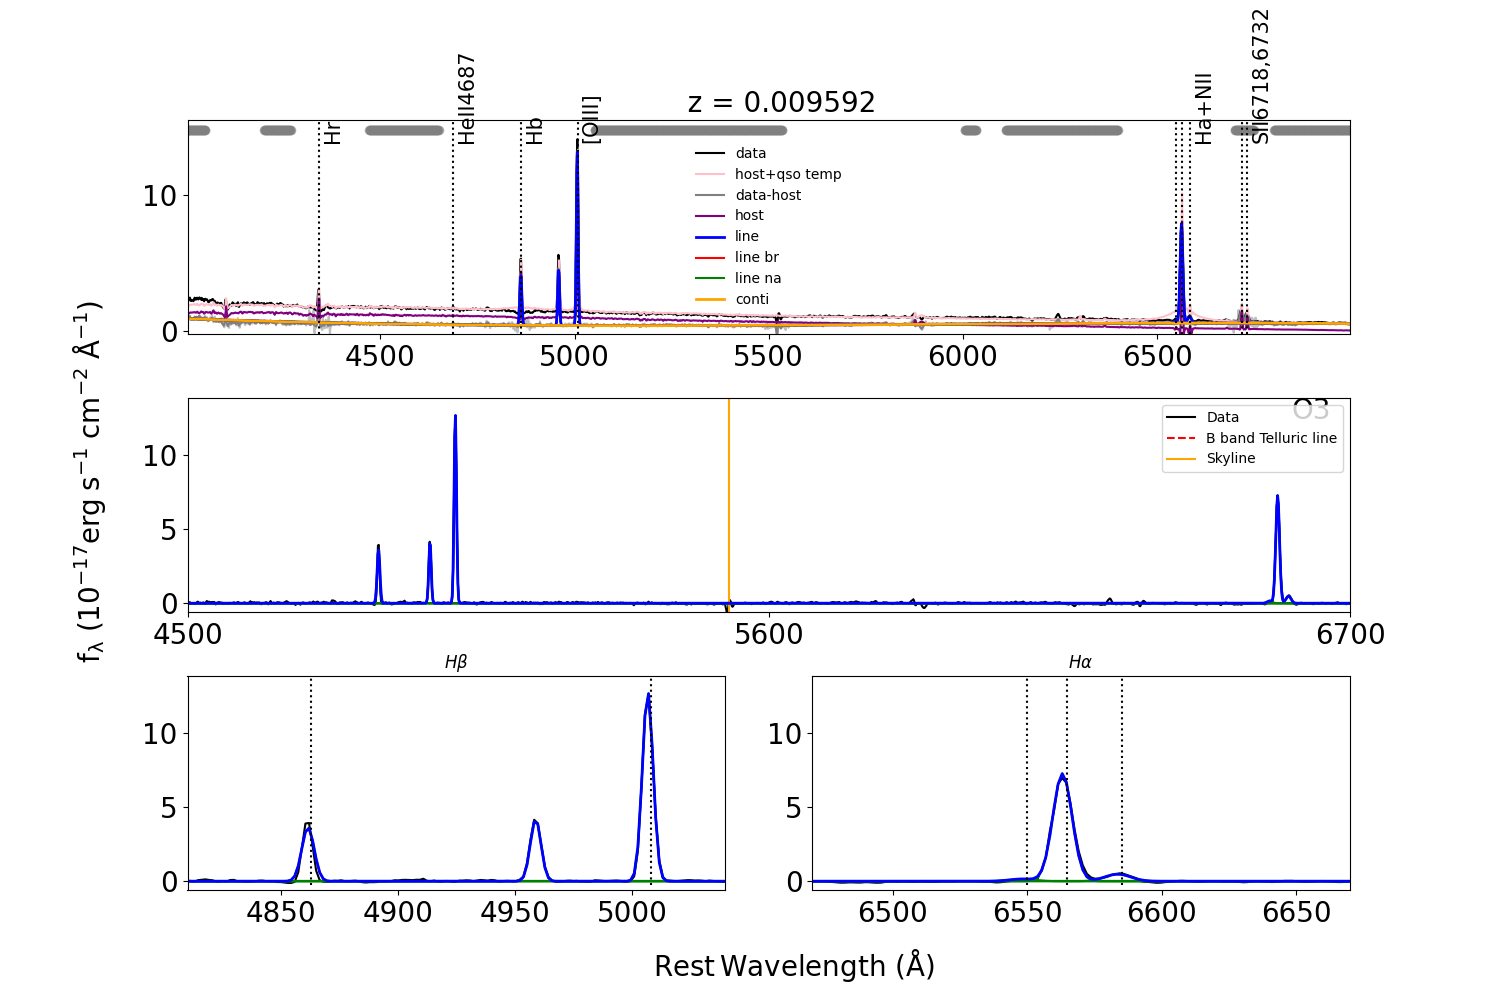 z = 0.009592
Hr
HeII4687
Hb
[OIII]
Ha+NII
SII6718,6732
data
host+qso temp
data-host
host
line
line br
line na
conti
10
0
4500 5000 5500 6000 6500
f_λ (10⁻¹⁷erg s⁻¹ cm⁻² Å⁻¹)
O3
Data
B band Telluric line
Skyline
10
5
0
4500 5600 6700
Hβ
10
5
0
4850 4900 4950 5000
Hα
10
5
0
6500 6550 6600 6650
Rest Wavelength (Å)